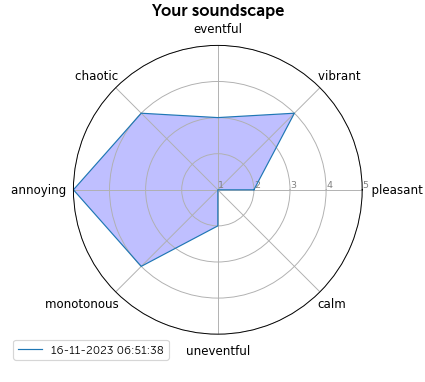 Your soundscape
eventful
chaotic
vibrant
annoying
1 2 3 4 5
pleasant
monotonous
calm
16-11-2023 06:51:38
uneventful